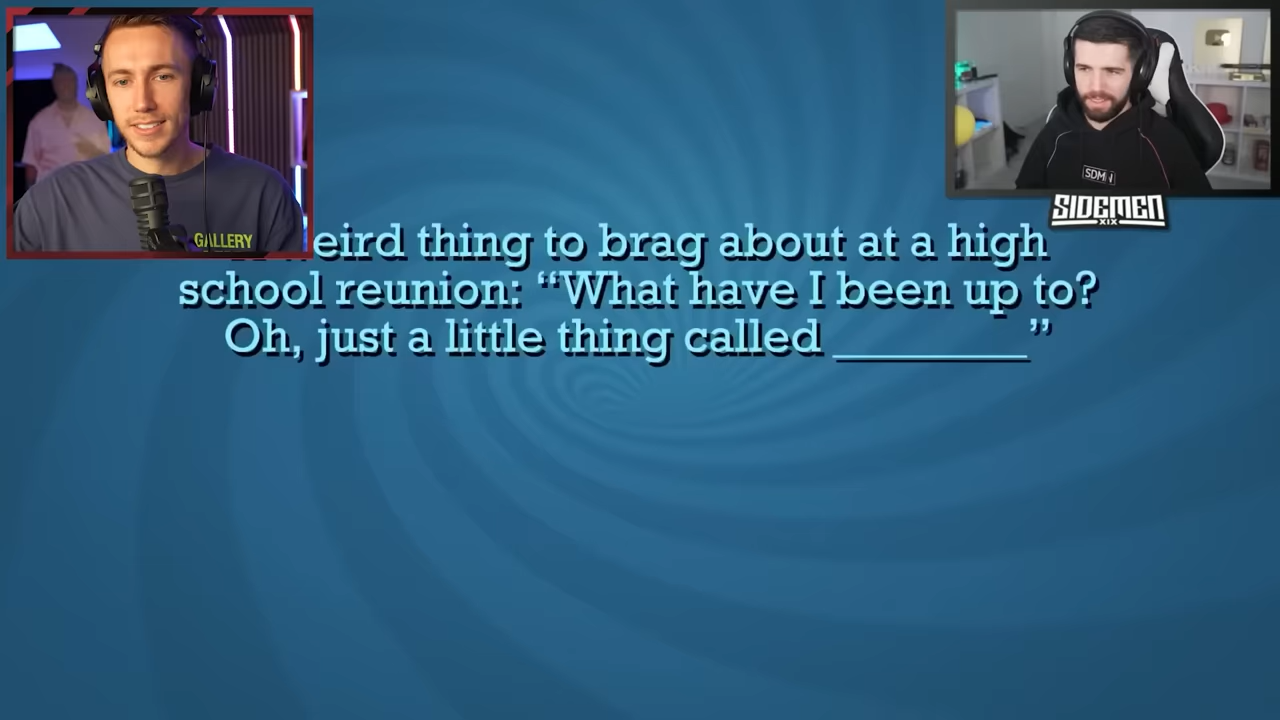 GALLERY
SDMN
SIDEMEN
XIX
thing to brag about at a high
school reunion: “What have I been up to?
Oh, just a little thing called ________”